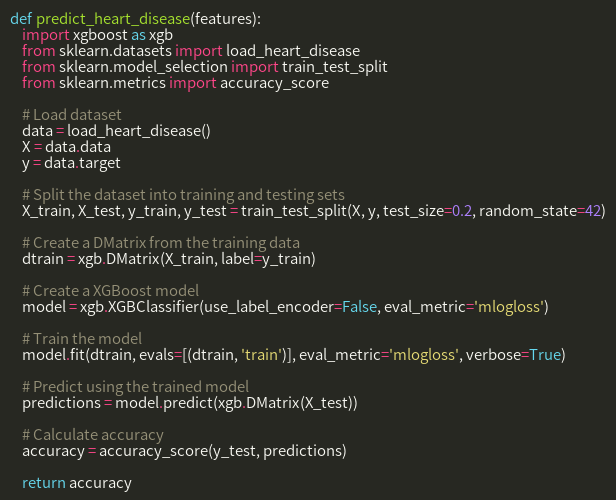 def predict_heart_disease(features):
    import xgboost as xgb
    from sklearn.datasets import load_heart_disease
    from sklearn.model_selection import train_test_split
    from sklearn.metrics import accuracy_score

    # Load dataset
    data = load_heart_disease()
    X = data.data
    y = data.target

    # Split the dataset into training and testing sets
    X_train, X_test, y_train, y_test = train_test_split(X, y, test_size=0.2, random_state=42)

    # Create a DMatrix from the training data
    dtrain = xgb.DMatrix(X_train, label=y_train)

    # Create a XGBoost model
    model = xgb.XGBClassifier(use_label_encoder=False, eval_metric='mlogloss')

    # Train the model
    model.fit(dtrain, evals=[(dtrain, 'train')], eval_metric='mlogloss', verbose=True)

    # Predict using the trained model
    predictions = model.predict(xgb.DMatrix(X_test))

    # Calculate accuracy
    accuracy = accuracy_score(y_test, predictions)

    return accuracy